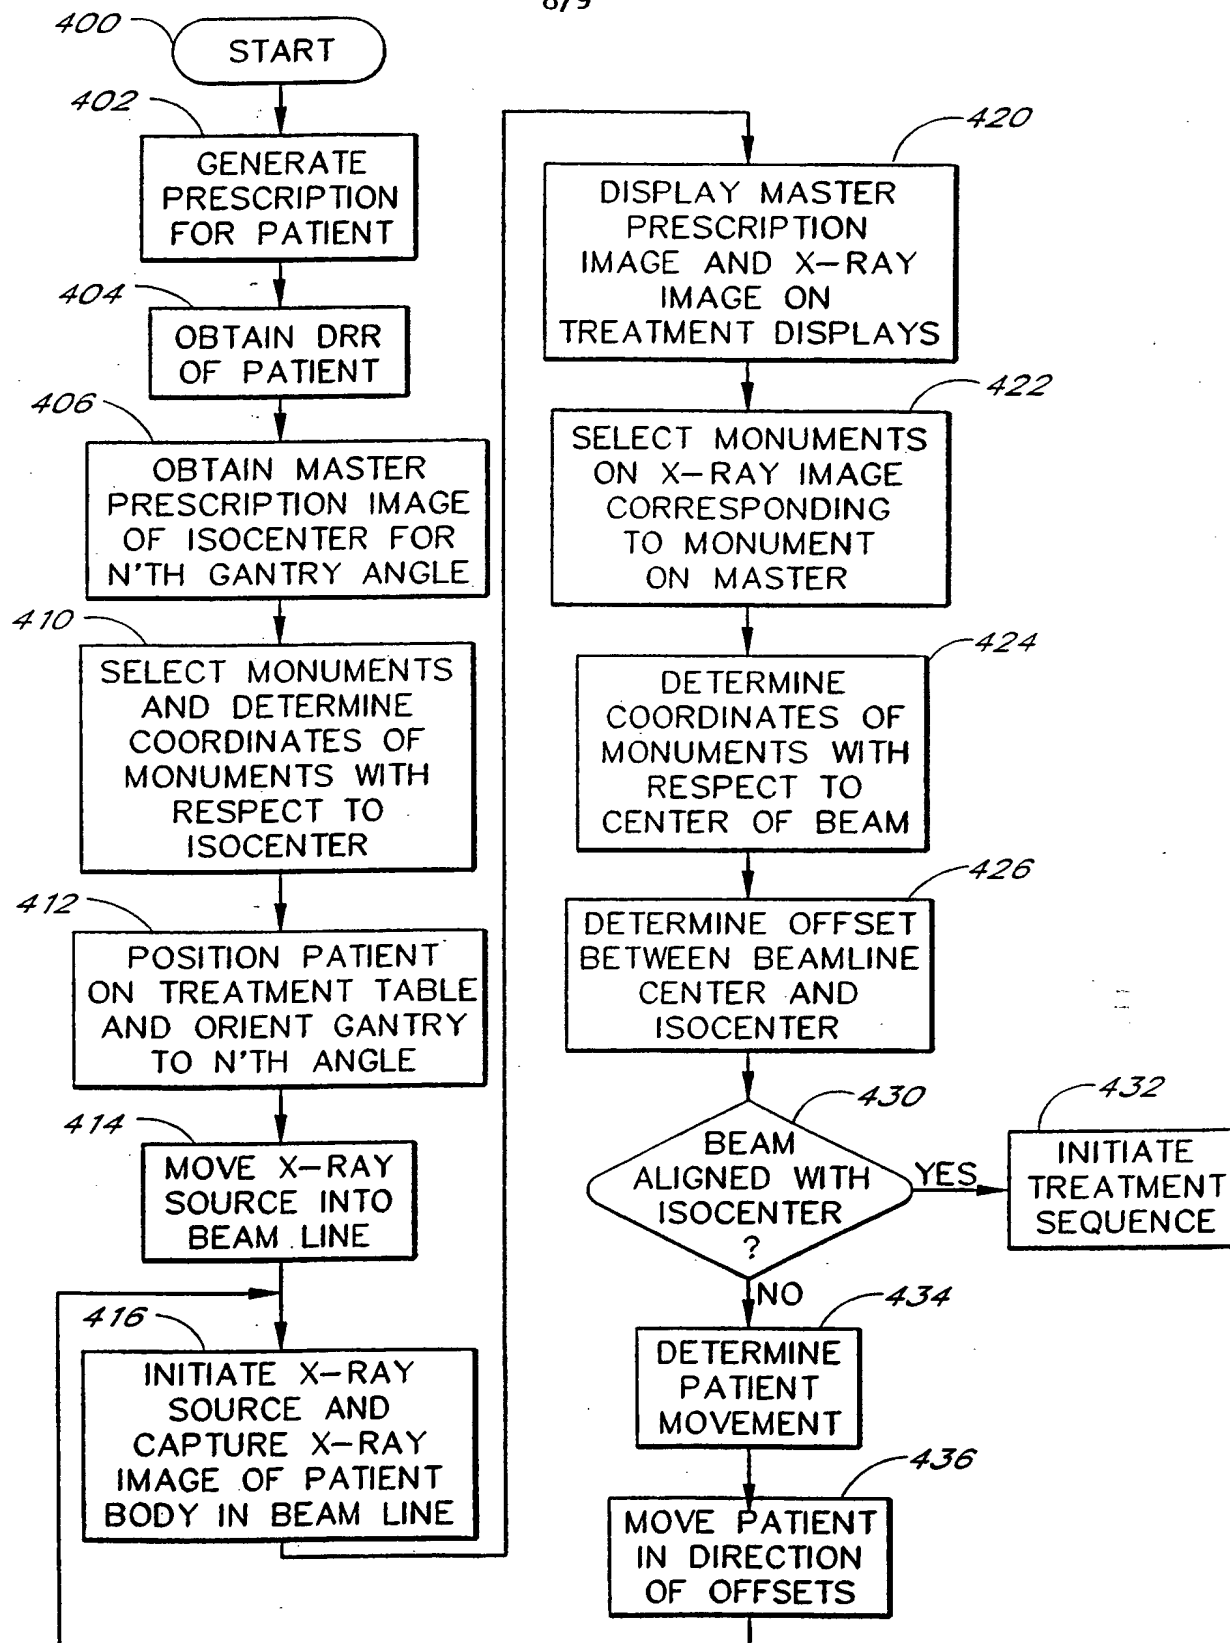 8/9
400
START
402
GENERATE
PRESCRIPTION
FOR PATIENT
404
OBTAIN DRR
OF PATIENT
406
OBTAIN MASTER
PRESCRIPTION IMAGE
OF ISOCENTER FOR
N'TH GANTRY ANGLE
410
SELECT MONUMENTS
AND DETERMINE
COORDINATES OF
MONUMENTS WITH
RESPECT TO
ISOCENTER
412
POSITION PATIENT
ON TREATMENT TABLE
AND ORIENT GANTRY
TO N'TH ANGLE
414
MOVE X-RAY
SOURCE INTO
BEAM LINE
416
INITIATE X-RAY
SOURCE AND
CAPTURE X-RAY
IMAGE OF PATIENT
BODY IN BEAM LINE
420
DISPLAY MASTER
PRESCRIPTION
IMAGE AND X-RAY
IMAGE ON
TREATMENT DISPLAYS
422
SELECT MONUMENTS
ON X-RAY IMAGE
CORRESPONDING
TO MONUMENT
ON MASTER
424
DETERMINE
COORDINATES OF
MONUMENTS WITH
RESPECT TO
CENTER OF BEAM
426
DETERMINE OFFSET
BETWEEN BEAMLINE
CENTER AND
ISOCENTER
430
BEAM
ALIGNED WITH
ISOCENTER
?
YES
432
INITIATE
TREATMENT
SEQUENCE
NO
434
DETERMINE
PATIENT
MOVEMENT
436
MOVE PATIENT
IN DIRECTION
OF OFFSETS